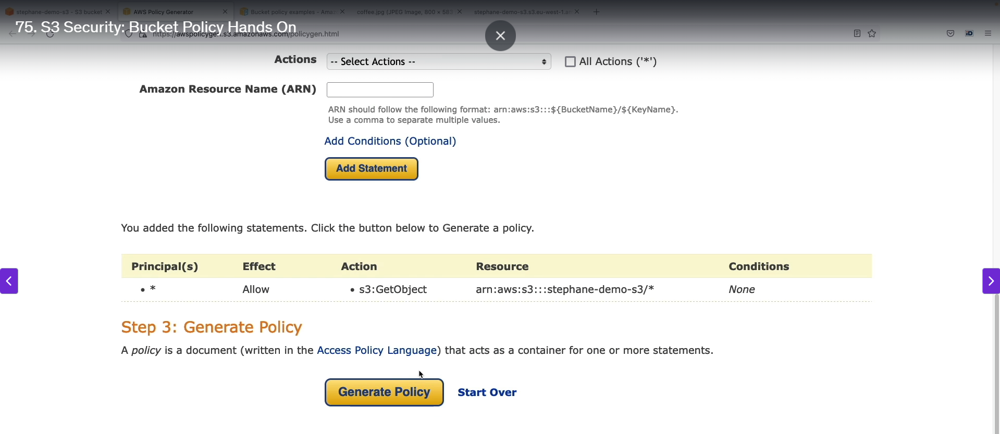 stephane-demo-s3 - S3 bucket
AWS Policy Generator
Bucket policy examples - Amaz
coffee.jpg (JPEG Image, 800 × 583
stephane-demo-s3.s3.eu-west-1.am
75. S3 Security: Bucket Policy Hands On
https://awspolicygen.s3.amazonaws.com/policygen.html
Actions
-- Select Actions --
All Actions ('*')
Amazon Resource Name (ARN)
ARN should follow the following format: arn:aws:s3:::${BucketName}/${KeyName}.
Use a comma to separate multiple values.
Add Conditions (Optional)
Add Statement
You added the following statements. Click the button below to Generate a policy.
Principal(s) Effect Action Resource Conditions
• * Allow • s3:GetObject arn:aws:s3:::stephane-demo-s3/* None
Step 3: Generate Policy
A policy is a document (written in the Access Policy Language) that acts as a container for one or more statements.
Generate Policy
Start Over